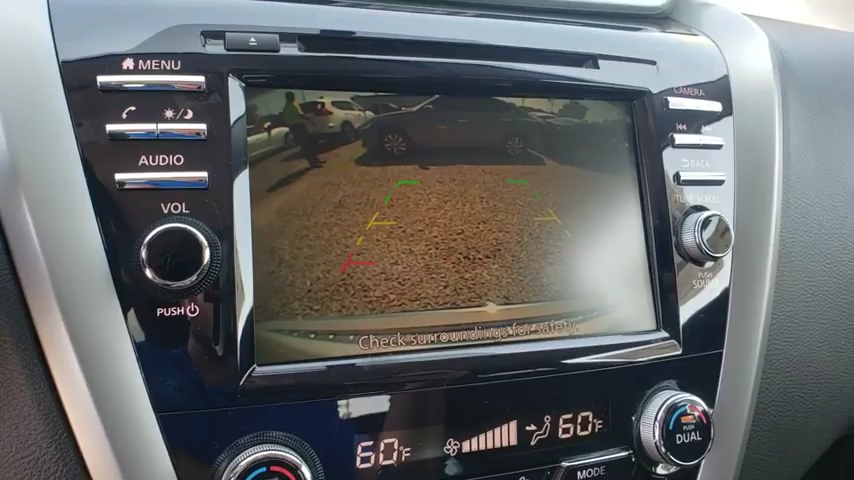 MENU
CAMERA
AUDIO
BACK
VOL
TUNE SCROLL
PUSH
PUSH
SOUND
Check surroundings for safety.
60°F
60°F
PUSH
DUAL
MODE